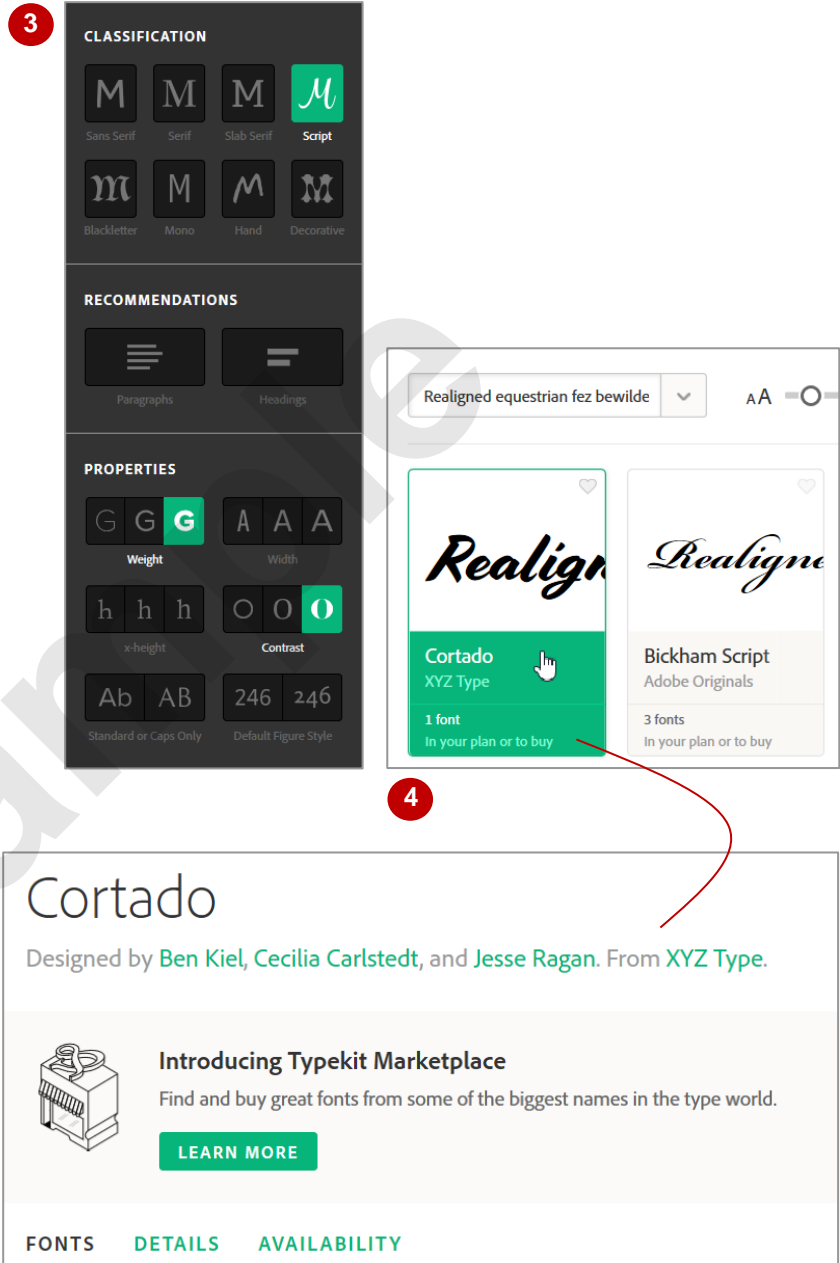 3
CLASSIFICATION
M M M M
Sans Serif Serif Slab Serif Script
M M M M
Blackletter Mono Hand Decorative
RECOMMENDATIONS
Paragraphs Headings
PROPERTIES
G G G A A A
Weight Width
h h h O O O
x-height Contrast
Ab AB 246 246
Standard or Caps Only Default Figure Style
Realigned equestrian fez bewilde AA
Realign Realigne
Cortado Bickham Script
XYZ Type Adobe Originals
1 font 3 fonts
In your plan or to buy In your plan or to buy
4
Cortado
Designed by Ben Kiel, Cecilia Carlstedt, and Jesse Ragan. From XYZ Type.
Introducing Typekit Marketplace
Find and buy great fonts from some of the biggest names in the type world.
LEARN MORE
FONTS DETAILS AVAILABILITY
ample